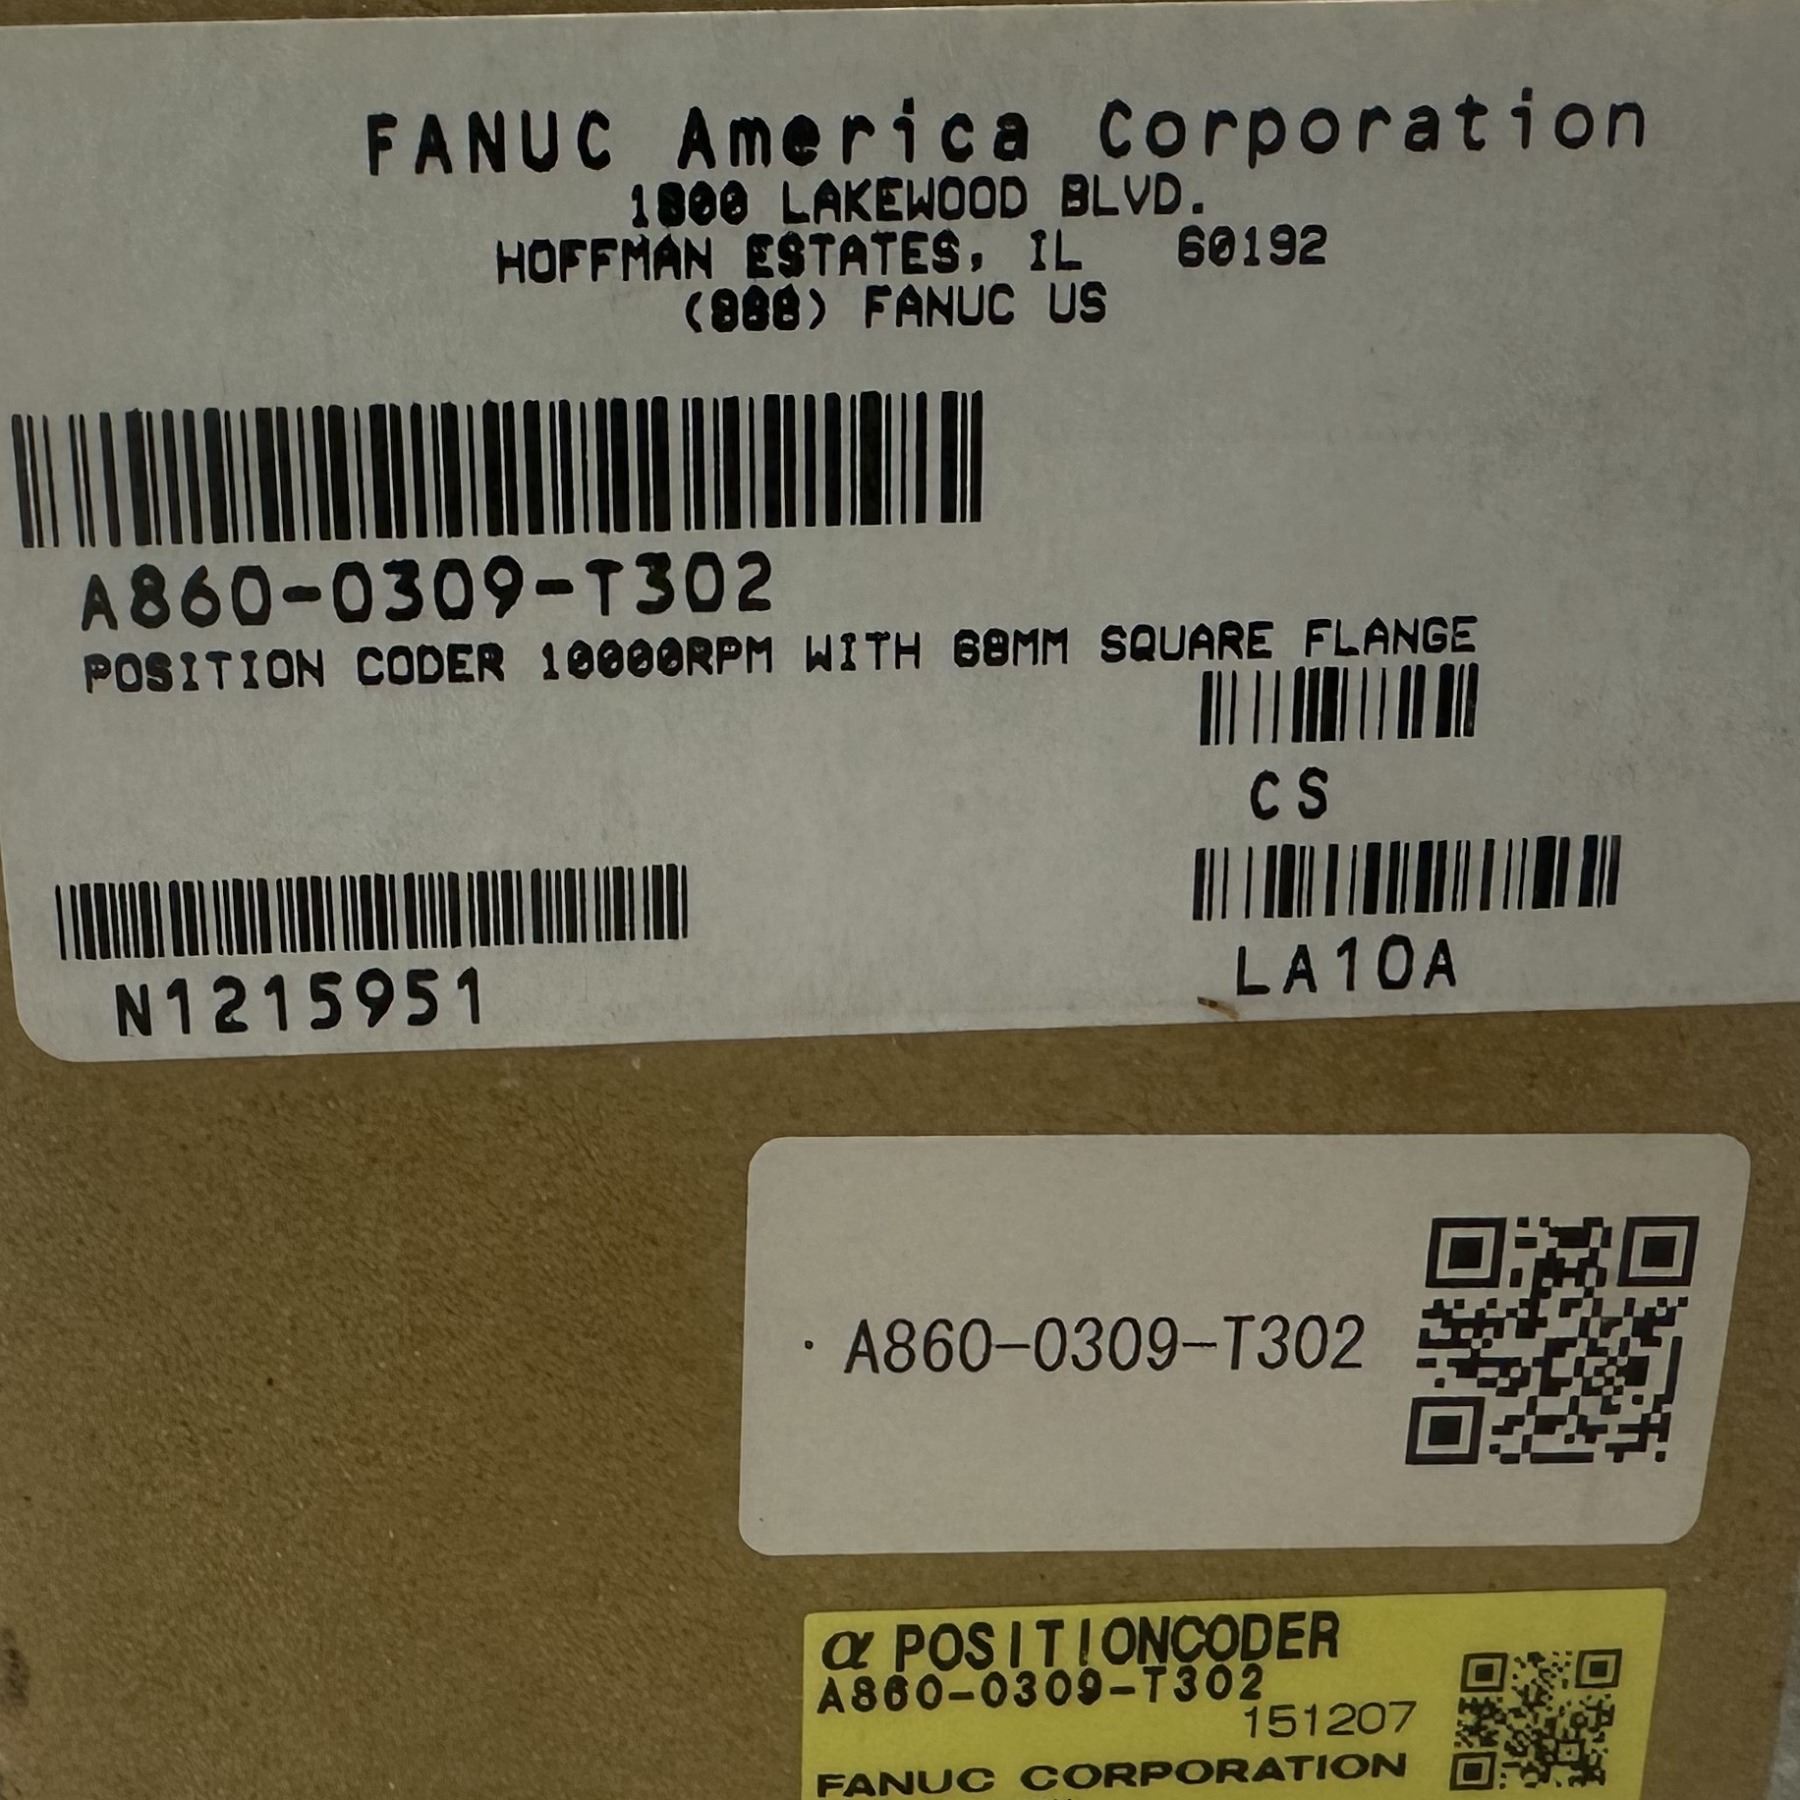 FANUC America Corporation
1800 LAKEWOOD BLVD.
HOFFMAN ESTATES, IL 60192
(888) FANUC US
A860-0309-T302
POSITION CODER 10000RPM WITH 68MM SQUARE FLANGE
CS
LA10A
N1215951
· A860-0309-T302
α POSITIONCODER
A860-0309-T302
151207
FANUC CORPORATION